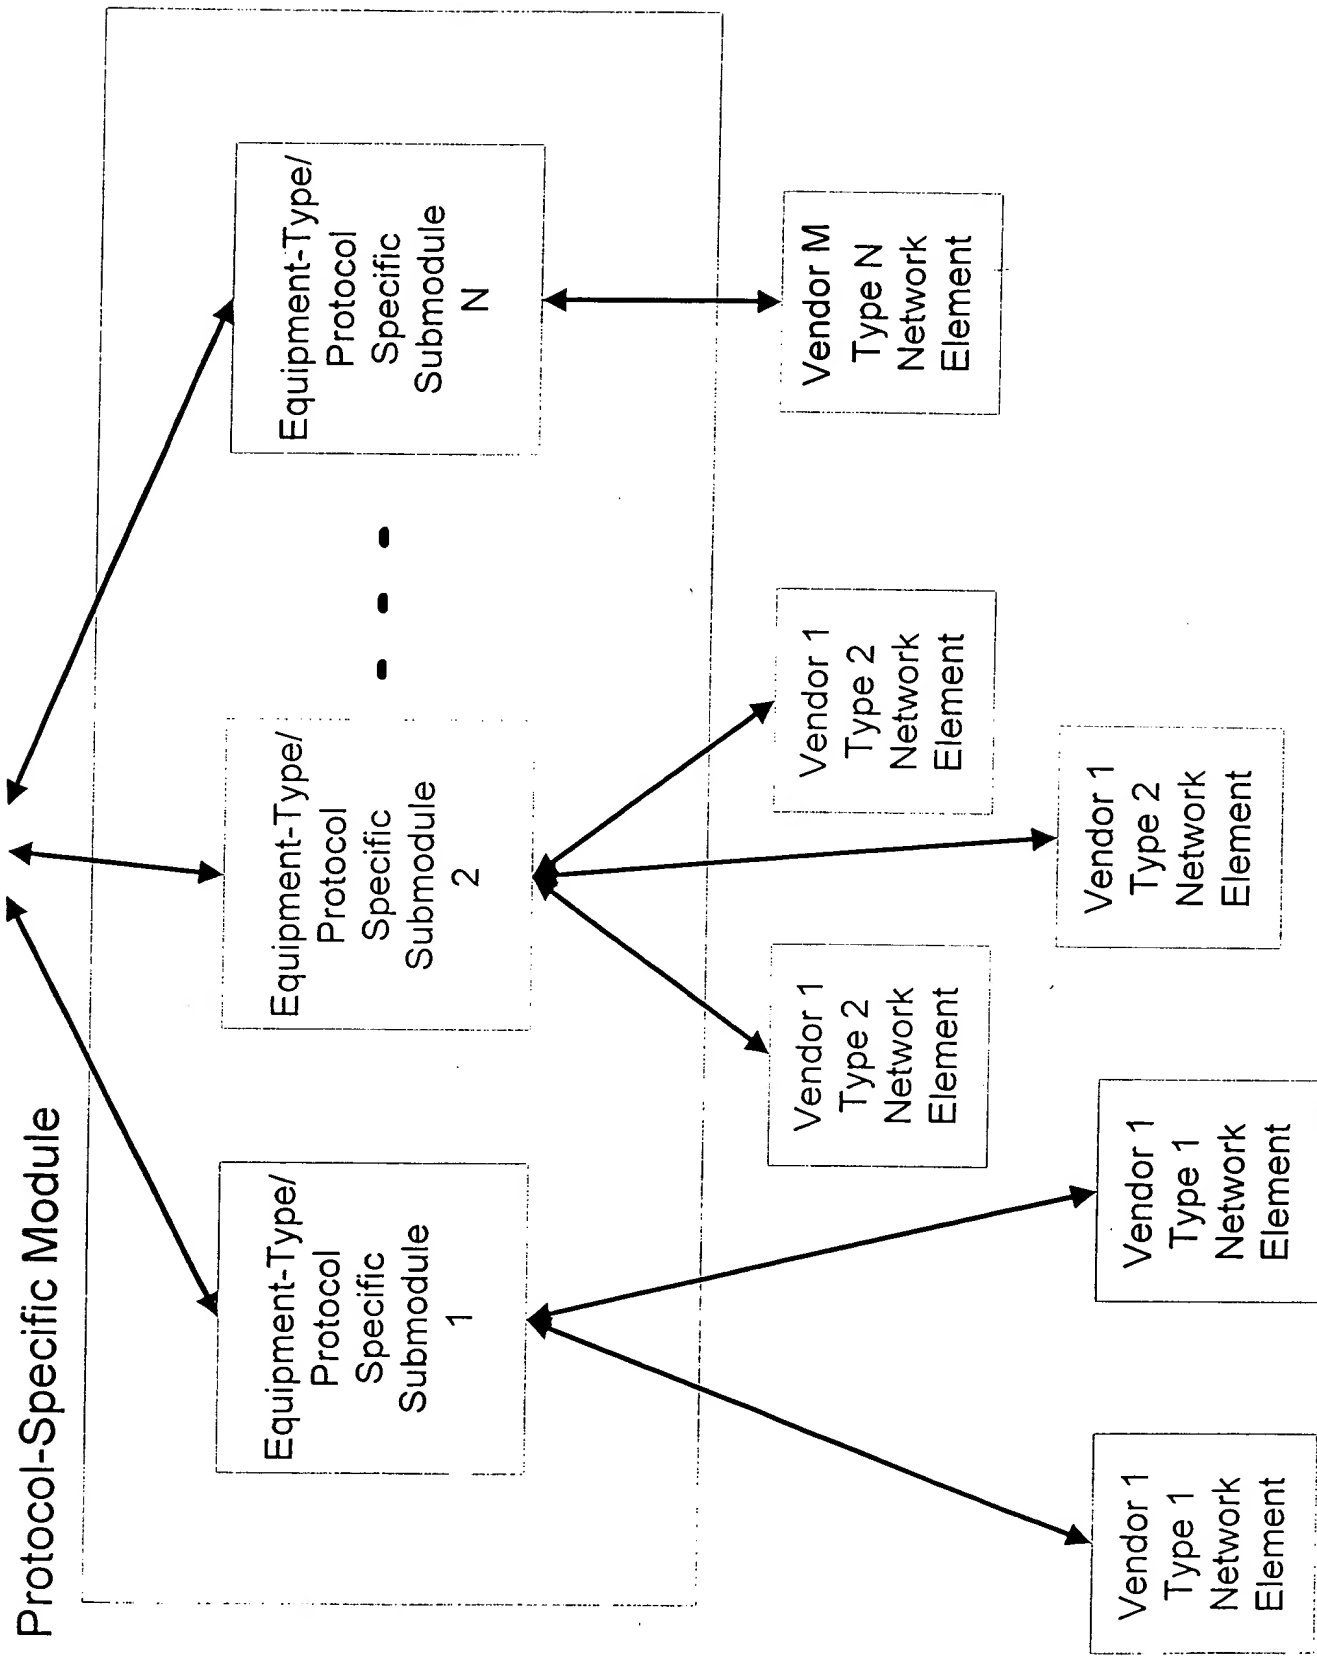 Protocol-Specific Module
Equipment-Type/
Protocol
Specific
Submodule
1
Equipment-Type/
Protocol
Specific
Submodule
2
Equipment-Type/
Protocol
Specific
Submodule
N
Vendor 1
Type 1
Network
Element
Vendor 1
Type 1
Network
Element
Vendor 1
Type 2
Network
Element
Vendor 1
Type 2
Network
Element
Vendor 1
Type 2
Network
Element
Vendor M
Type N
Network
Element